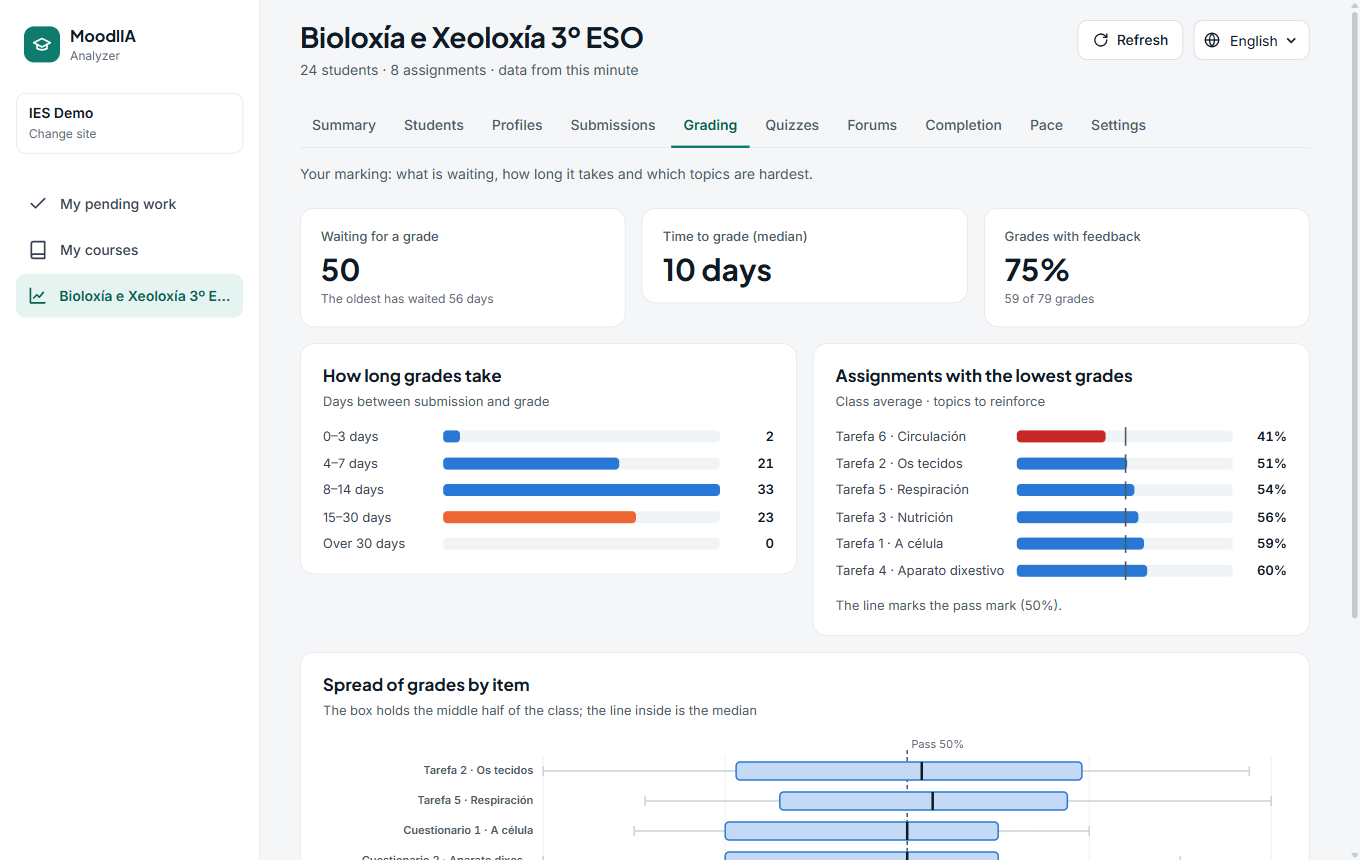 MoodlIA
Analyzer
IES Demo
Change site
My pending work
My courses
Bioloxía e Xeoloxía 3º E...
Bioloxía e Xeoloxía 3º ESO
24 students · 8 assignments · data from this minute
Refresh
English
Summary Students Profiles Submissions Grading Quizzes Forums Completion Pace Settings
Your marking: what is waiting, how long it takes and which topics are hardest.
Waiting for a grade
50
The oldest has waited 56 days
Time to grade (median)
10 days
Grades with feedback
75%
59 of 79 grades
How long grades take
Days between submission and grade
0–3 days 2
4–7 days 21
8–14 days 33
15–30 days 23
Over 30 days 0
Assignments with the lowest grades
Class average · topics to reinforce
Tarefa 6 · Circulación 41%
Tarefa 2 · Os tecidos 51%
Tarefa 5 · Respiración 54%
Tarefa 3 · Nutrición 56%
Tarefa 1 · A célula 59%
Tarefa 4 · Aparato dixestivo 60%
The line marks the pass mark (50%).
Spread of grades by item
The box holds the middle half of the class; the line inside is the median
Pass 50%
Tarefa 2 · Os tecidos
Tarefa 5 · Respiración
Cuestionario 1 · A célula
Cuestionario 2 · Aparato dixes...